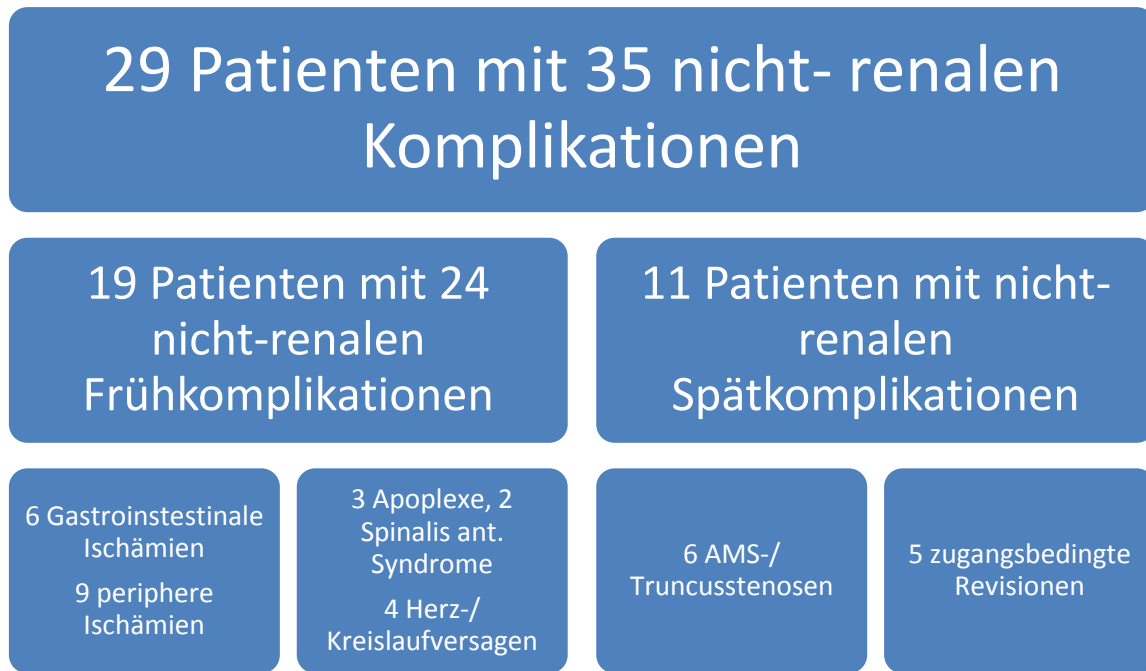 29 Patienten mit 35 nicht- renalen
Komplikationen
19 Patienten mit 24
nicht-renalen
Frühkomplikationen
11 Patienten mit nicht-
renalen
Spätkomplikationen
6 Gastroinstestinale
Ischämien
9 periphere
Ischämien
3 Apoplexe, 2
Spinalis ant.
Syndrome
4 Herz-/
Kreislaufversagen
6 AMS-/
Truncusstenosen
5 zugangsbedingte
Revisionen